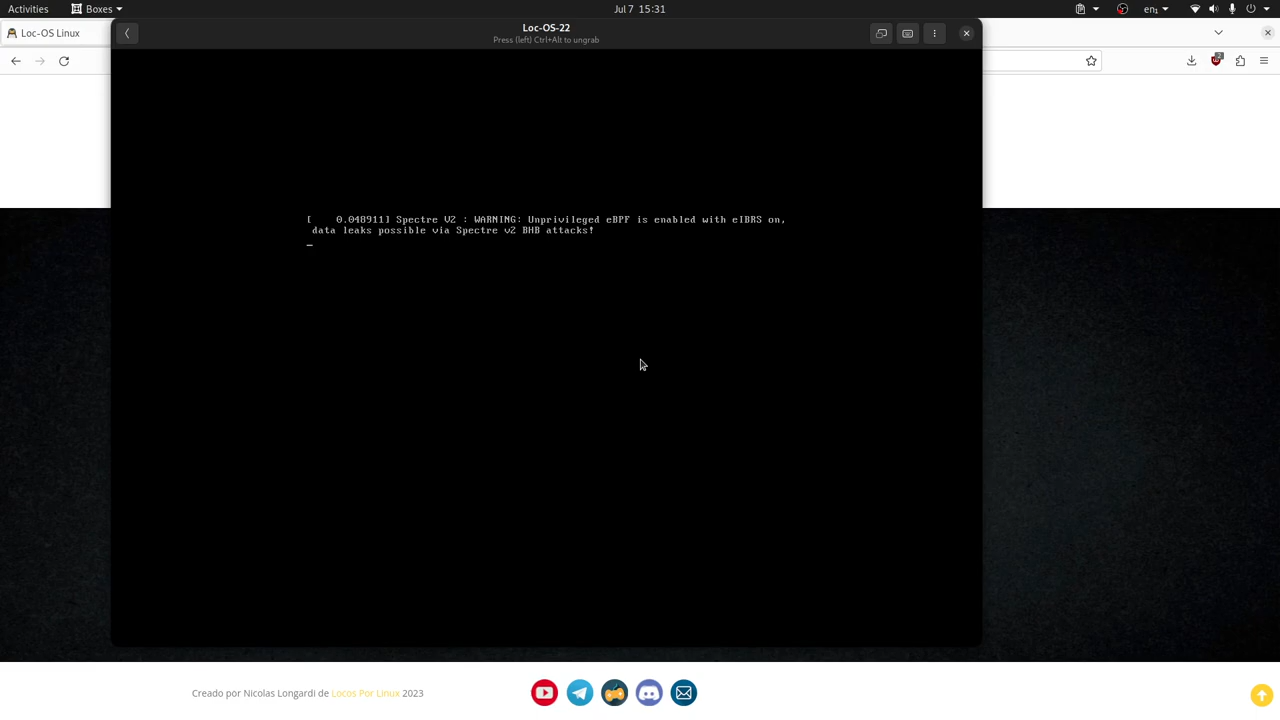 Activities
Boxes
Jul 7 15:31
en₁
Loc-OS Linux
Loc-OS-22
Press (left) Ctrl+Alt to ungrab
2
[    0.048911] Spectre V2 : WARNING: Unprivileged eBPF is enabled with eIBRS on,
data leaks possible via Spectre v2 BHB attacks!
_
Creado por Nicolas Longardi de Locos Por Linux 2023